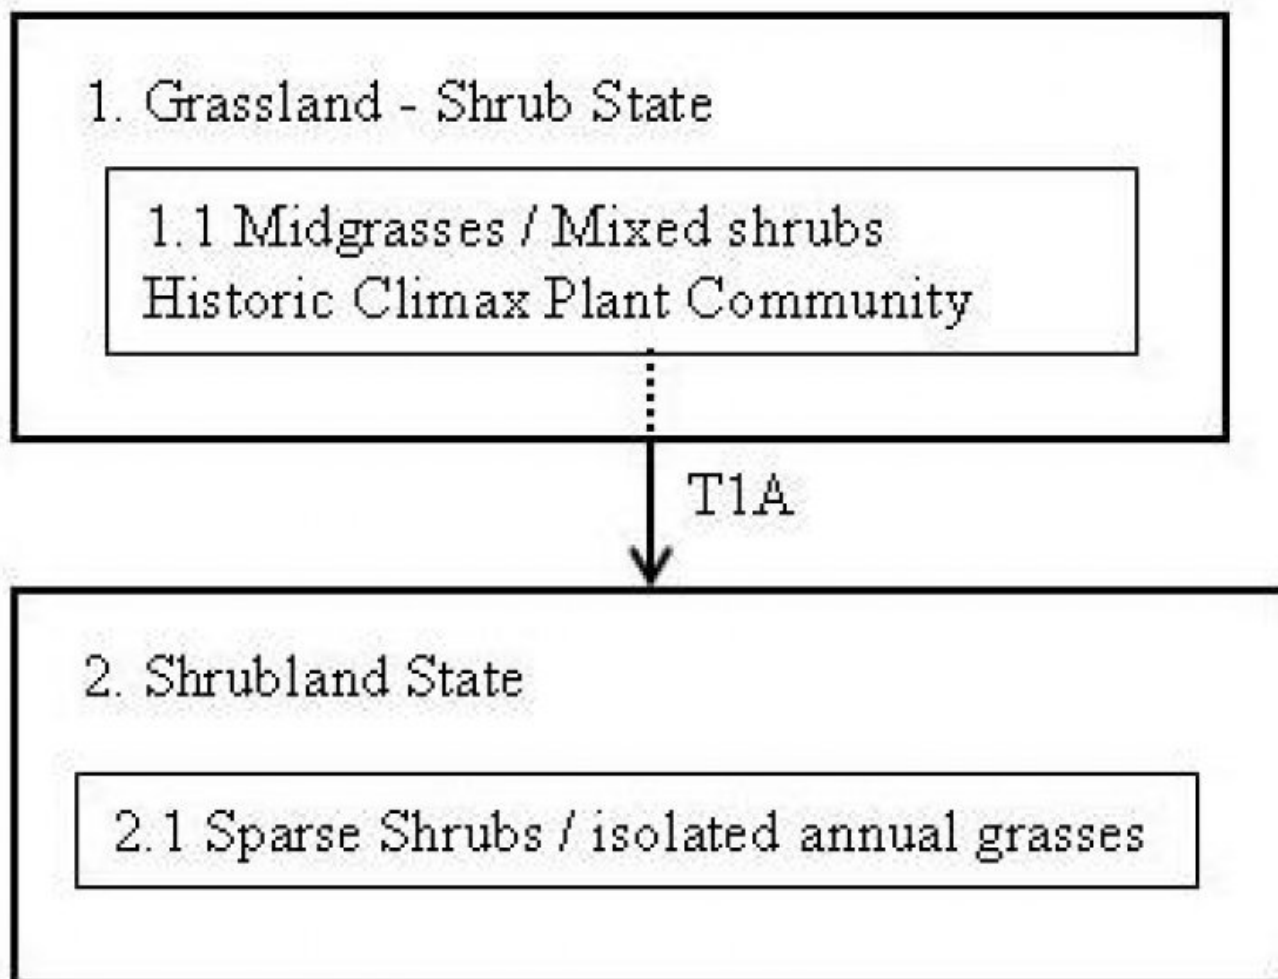 1. Grassland - Shrub State
1.1 Midgrasses / Mixed shrubs
Historic Climax Plant Community
T1A
2. Shrubland State
2.1 Sparse Shrubs / isolated annual grasses